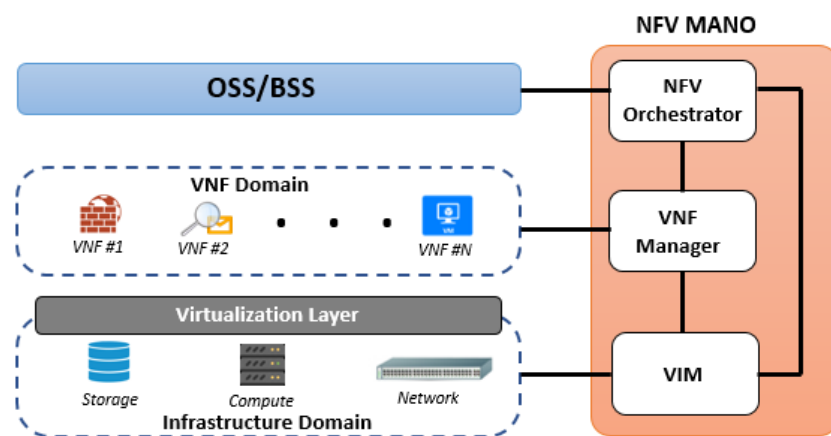 NFV MANO
OSS/BSS
NFV
Orchestrator
VNF Domain
VNF #1
VNF #2
VM
VNF #N
VNF
Manager
Virtualization Layer
Storage
Compute
Network
Infrastructure Domain
VIM